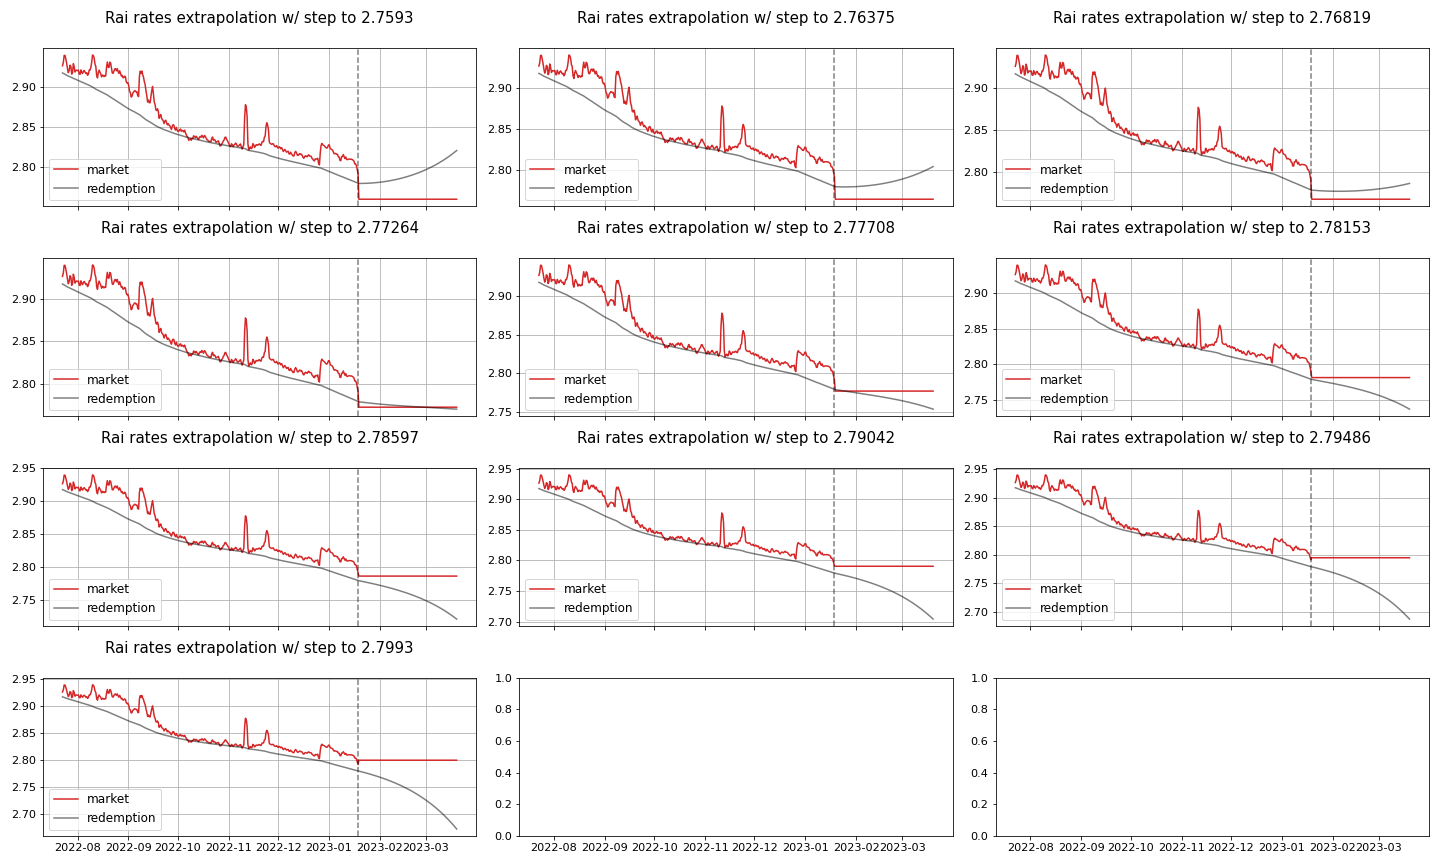 Rai rates extrapolation w/ step to 2.7593
2.90
2.85
2.80
market
redemption
Rai rates extrapolation w/ step to 2.76375
2.90
2.85
2.80
market
redemption
Rai rates extrapolation w/ step to 2.76819
2.90
2.85
2.80
market
redemption
Rai rates extrapolation w/ step to 2.77264
2.90
2.85
2.80
market
redemption
Rai rates extrapolation w/ step to 2.77708
2.90
2.85
2.80
2.75
market
redemption
Rai rates extrapolation w/ step to 2.78153
2.90
2.85
2.80
2.75
market
redemption
Rai rates extrapolation w/ step to 2.78597
2.95
2.90
2.85
2.80
2.75
market
redemption
Rai rates extrapolation w/ step to 2.79042
2.95
2.90
2.85
2.80
2.75
2.70
market
redemption
Rai rates extrapolation w/ step to 2.79486
2.95
2.90
2.85
2.80
2.75
2.70
market
redemption
Rai rates extrapolation w/ step to 2.7993
2.95
2.90
2.85
2.80
2.75
2.70
market
redemption
2022-08 2022-09 2022-10 2022-11 2022-12 2023-01 2023-02 2023-03
1.0
0.8
0.6
0.4
0.2
0.0
2022-08 2022-09 2022-10 2022-11 2022-12 2023-01 2023-02 2023-03
1.0
0.8
0.6
0.4
0.2
0.0
2022-08 2022-09 2022-10 2022-11 2022-12 2023-01 2023-02 2023-03